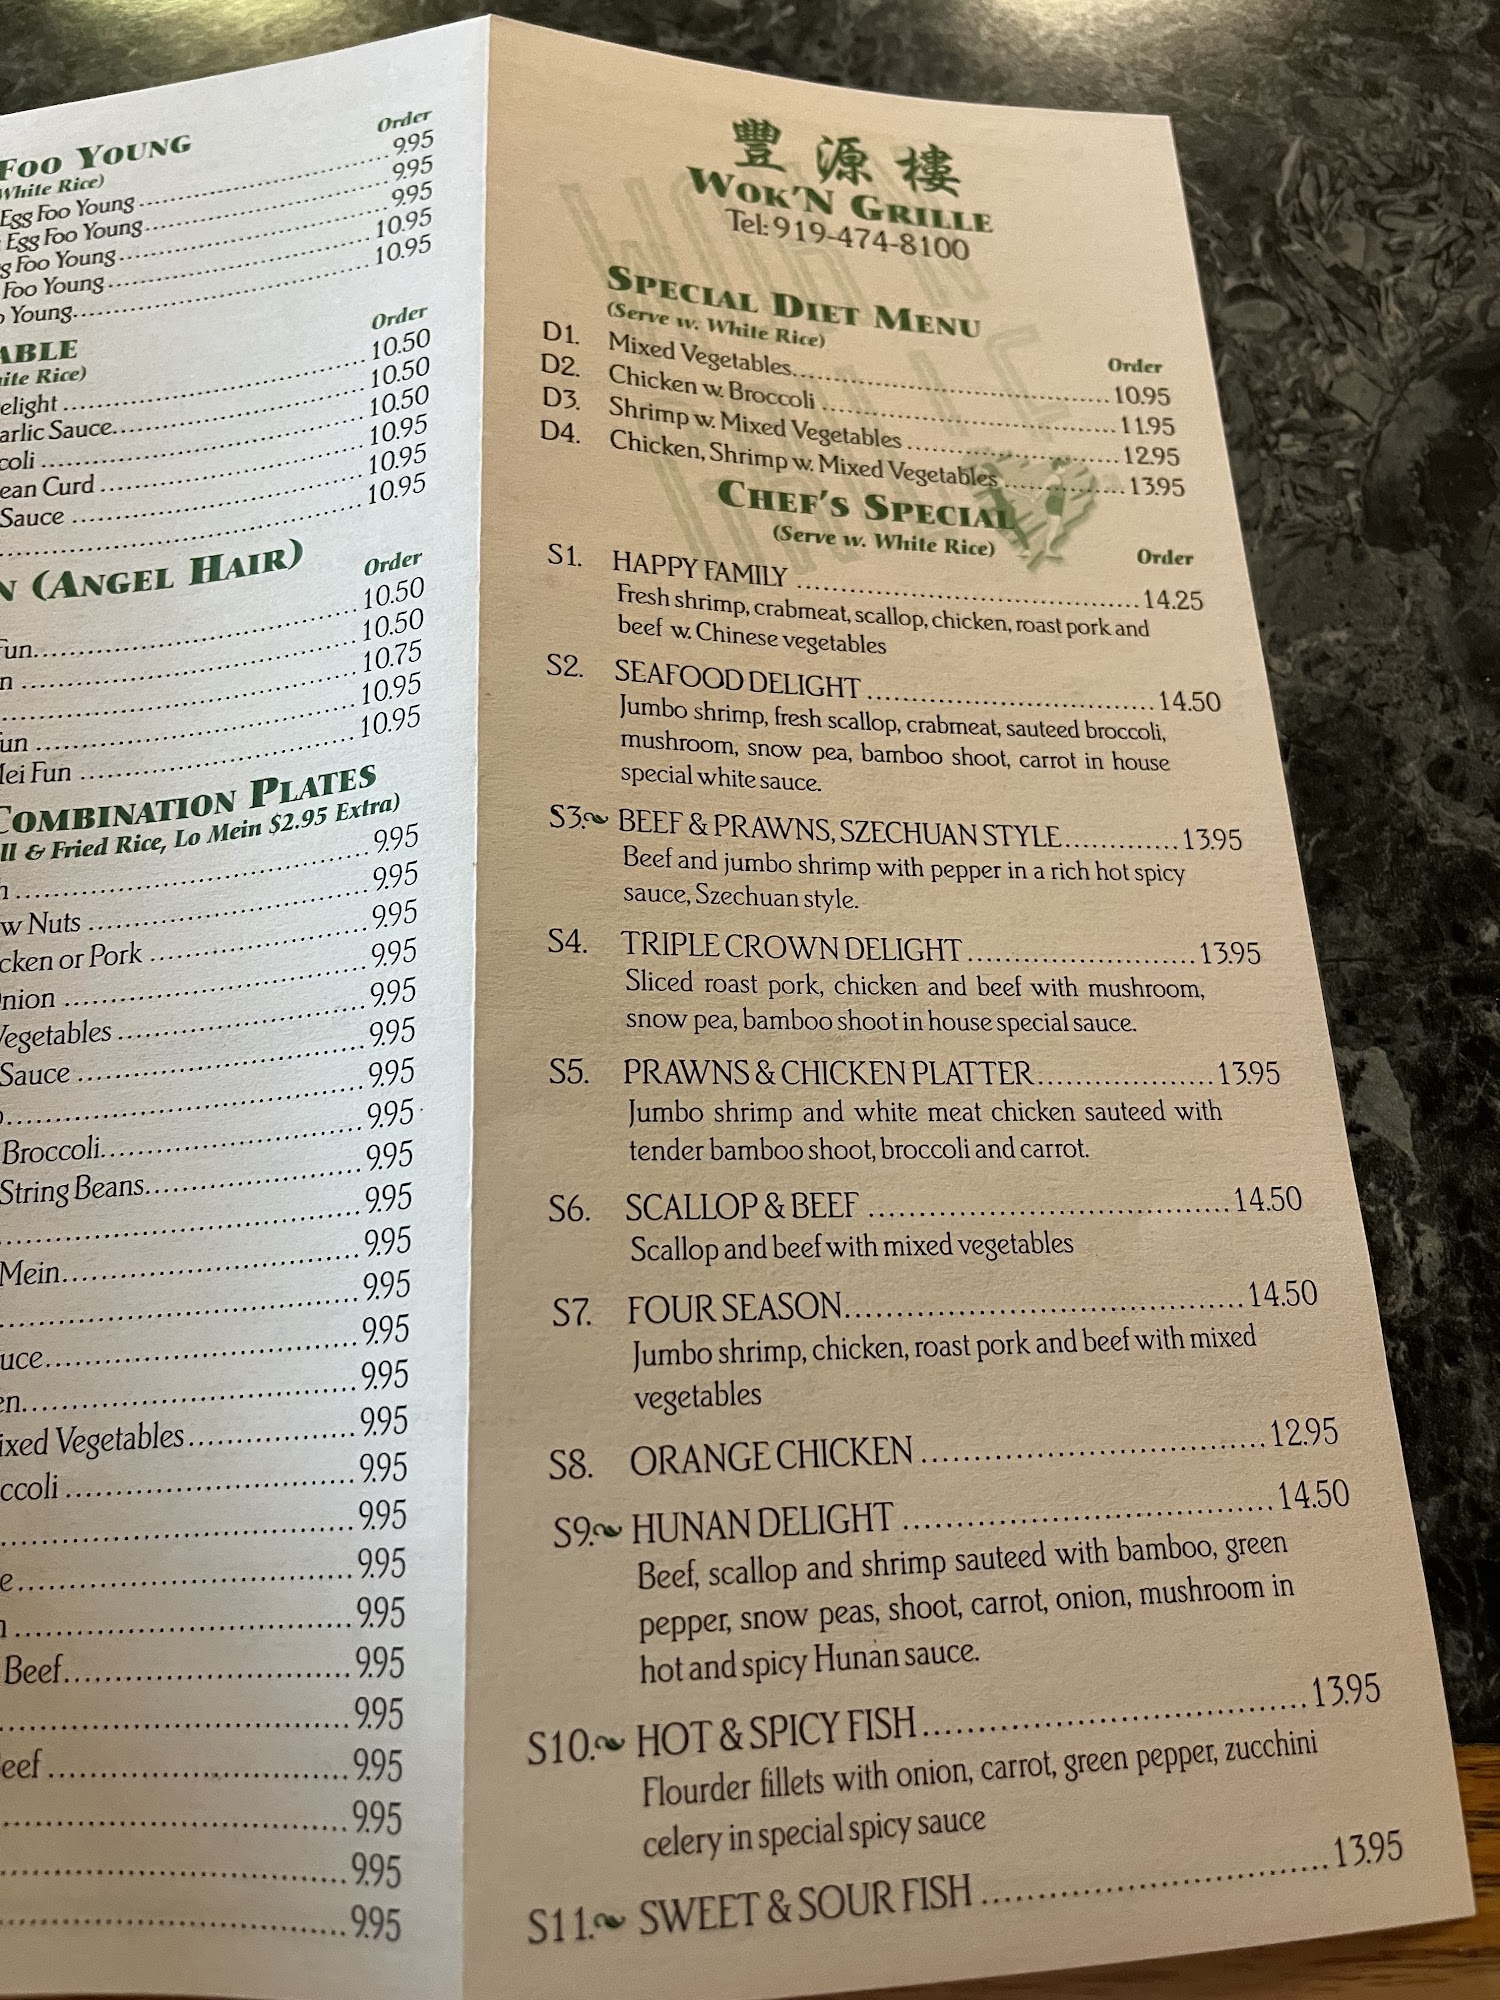 Foo Young
White Rice)
Order
Egg Foo Young 9.95
Egg Foo Young 9.95
Foo Young 9.95
Foo Young 10.95
Young 10.95
Order
ite Rice)
10.50
arlic Sauce 10.50
10.50
ean Curd 10.95
Sauce 10.95
10.95
(Angel Hair)
Order
10.50
10.50
10.75
10.95
Mei Fun 10.95
Combination Plates
& Fried Rice, Lo Mein $2.95 Extra)
9.95
Nuts 9.95
cken or Pork 9.95
nion 9.95
Vegetables 9.95
Sauce 9.95
9.95
Broccoli 9.95
String Beans 9.95
9.95
Mein 9.95
9.95
uce 9.95
en 9.95
ixed Vegetables 9.95
ccoli 9.95
9.95
e 9.95
9.95
Beef 9.95
9.95
eef 9.95
9.95
9.95
9.95
豐源樓
Wok'N Grille
Tel: 919-474-8100
Special Diet Menu
(Serve w. White Rice)
Order
D1. Mixed Vegetables 10.95
D2. Chicken w. Broccoli 11.95
D3. Shrimp w. Mixed Vegetables 12.95
D4. Chicken, Shrimp w. Mixed Vegetables 13.95
Chef's Special
(Serve w. White Rice)
Order
S1. HAPPY FAMILY 14.25
Fresh shrimp, crabmeat, scallop, chicken, roast pork and
beef w. Chinese vegetables
S2. SEAFOOD DELIGHT 14.50
Jumbo shrimp, fresh scallop, crabmeat, sauteed broccoli,
mushroom, snow pea, bamboo shoot, carrot in house
special white sauce.
S3. BEEF & PRAWNS, SZECHUAN STYLE 13.95
Beef and jumbo shrimp with pepper in a rich hot spicy
sauce, Szechuan style.
S4. TRIPLE CROWN DELIGHT 13.95
Sliced roast pork, chicken and beef with mushroom,
snow pea, bamboo shoot in house special sauce.
S5. PRAWNS & CHICKEN PLATTER 13.95
Jumbo shrimp and white meat chicken sauteed with
tender bamboo shoot, broccoli and carrot.
S6. SCALLOP & BEEF 14.50
Scallop and beef with mixed vegetables
S7. FOUR SEASON 14.50
Jumbo shrimp, chicken, roast pork and beef with mixed
vegetables
S8. ORANGE CHICKEN 12.95
S9. HUNAN DELIGHT 14.50
Beef, scallop and shrimp sauteed with bamboo, green
pepper, snow peas, shoot, carrot, onion, mushroom in
hot and spicy Hunan sauce.
S10. HOT & SPICY FISH 13.95
Flourder fillets with onion, carrot, green pepper, zucchini
celery in special spicy sauce
S11. SWEET & SOUR FISH 13.95